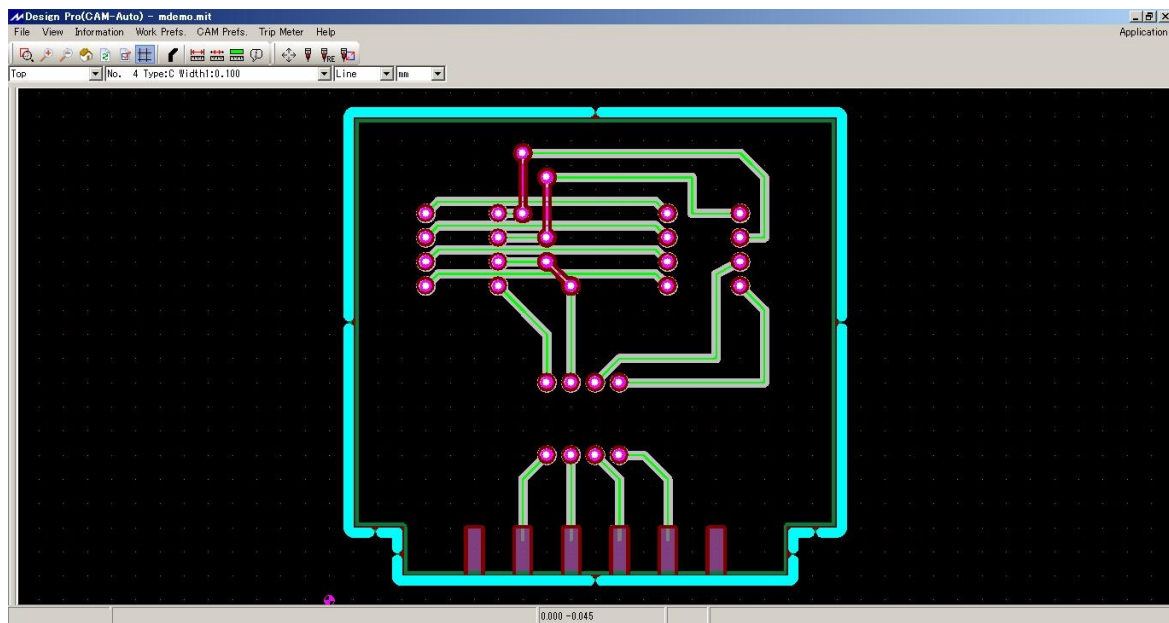 Design Pro(CAM-Auto) - mdemo.mit
File View Information Work Prefs. CAM Prefs. Trip Meter Help Application
RE
Top No. 4 Type:C Width1:0.100 Line mm
0.000 -0.045